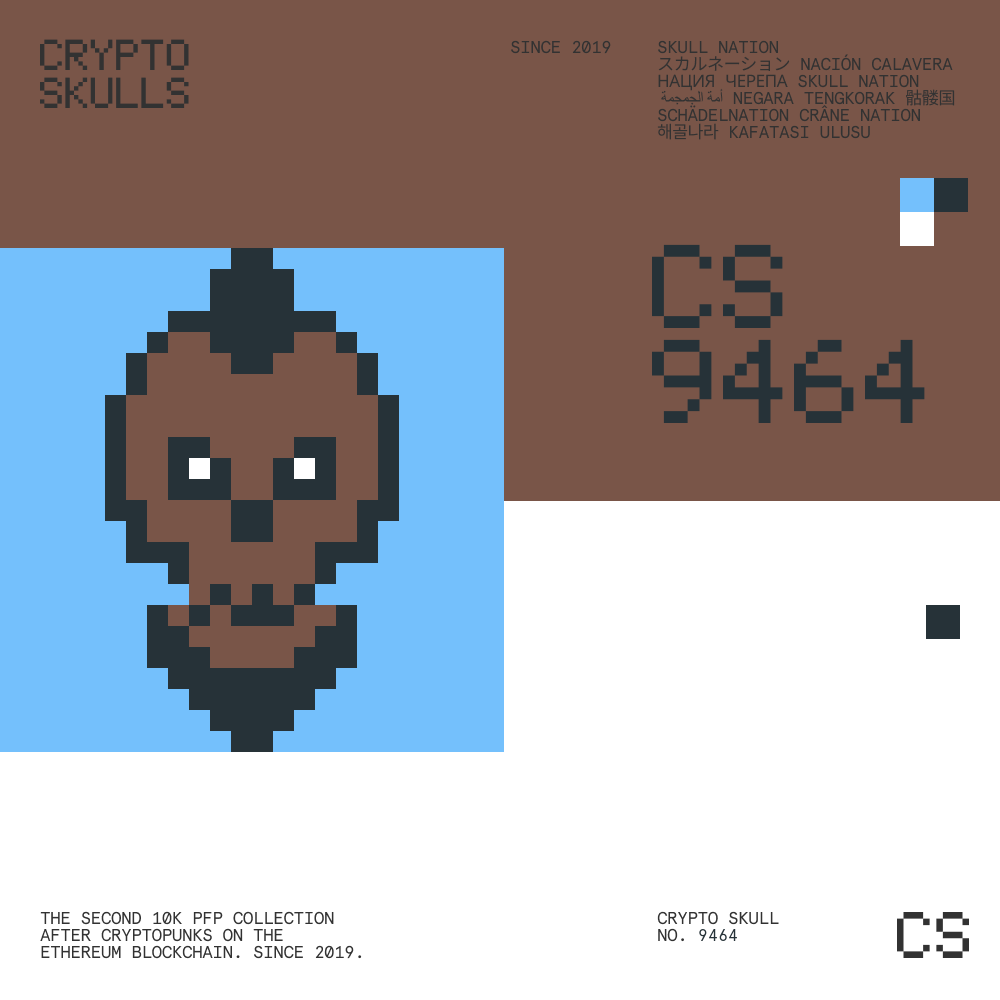 CRYPTO
SKULLS
SINCE 2019
SKULL NATION
スカルネーション NACIÓN CALAVERA
НАЦИЯ ЧЕРЕПА SKULL NATION
أمة الجمجمة NEGARA TENGKORAK 骷髅国
SCHÄDELNATION CRÂNE NATION
해골나라 KAFATASI ULUSU
CS
9464
THE SECOND 10K PFP COLLECTION
AFTER CRYPTOPUNKS ON THE
ETHEREUM BLOCKCHAIN. SINCE 2019.
CRYPTO SKULL
NO. 9464
CS